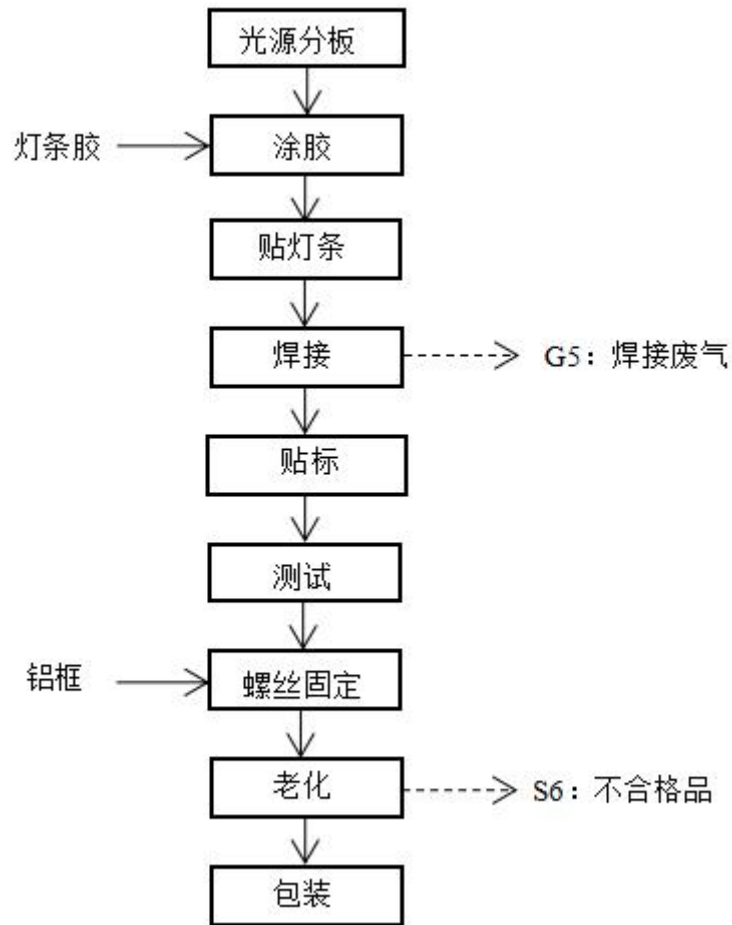 光源分板
灯条胶
涂胶
贴灯条
焊接
G5：焊接废气
贴标
测试
铝框
螺丝固定
老化
S6：不合格品
包装